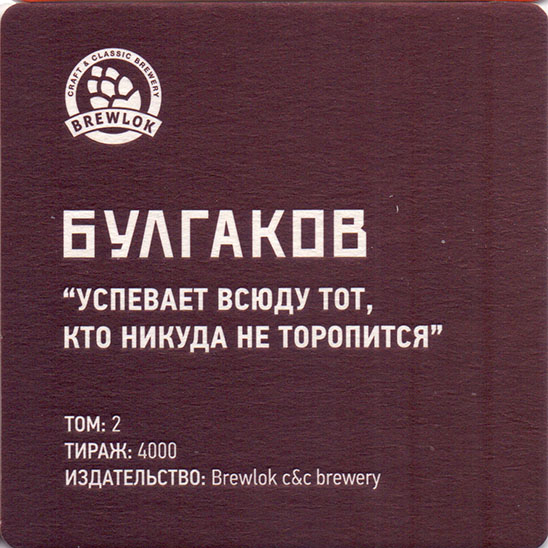 CRAFT & CLASSIC BREWERY
BREWLOK
БУЛГАКОВ
“УСПЕВАЕТ ВСЮДУ ТОТ,
КТО НИКУДА НЕ ТОРОПИТСЯ”
ТОМ: 2
ТИРАЖ: 4000
ИЗДАТЕЛЬСТВО: Brewlok c&c brewery